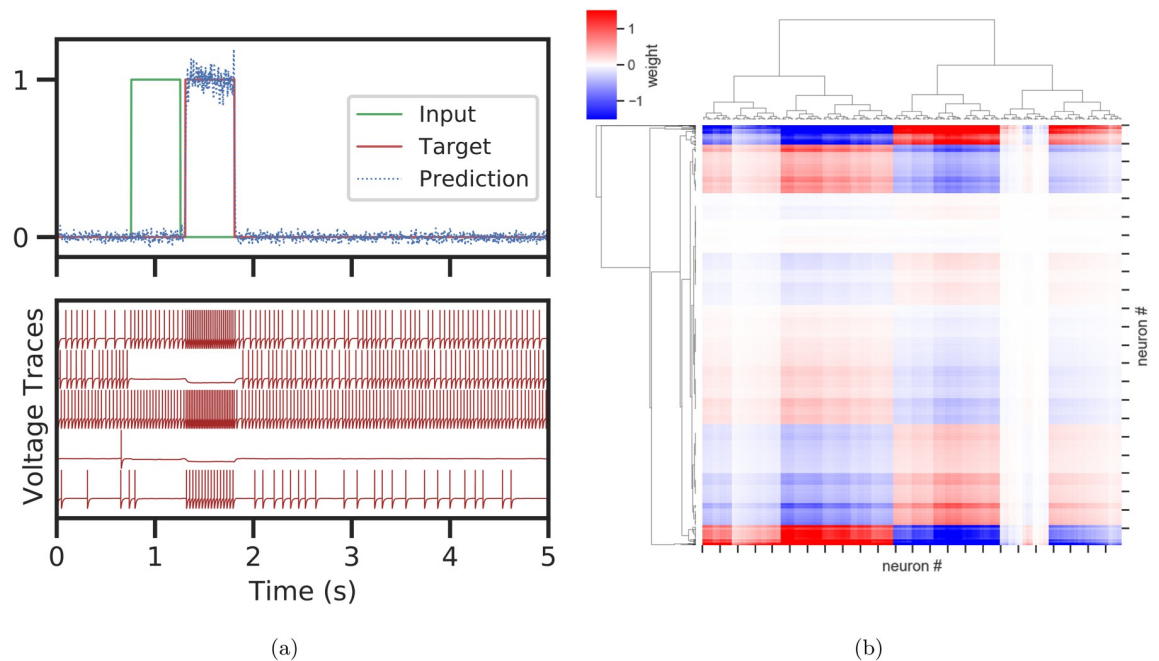 1
0
Input
Target
Prediction
Voltage Traces
0 1 2 3 4 5
Time (s)
(a)
1
0
−1
weight
neuron #
neuron #
(b)